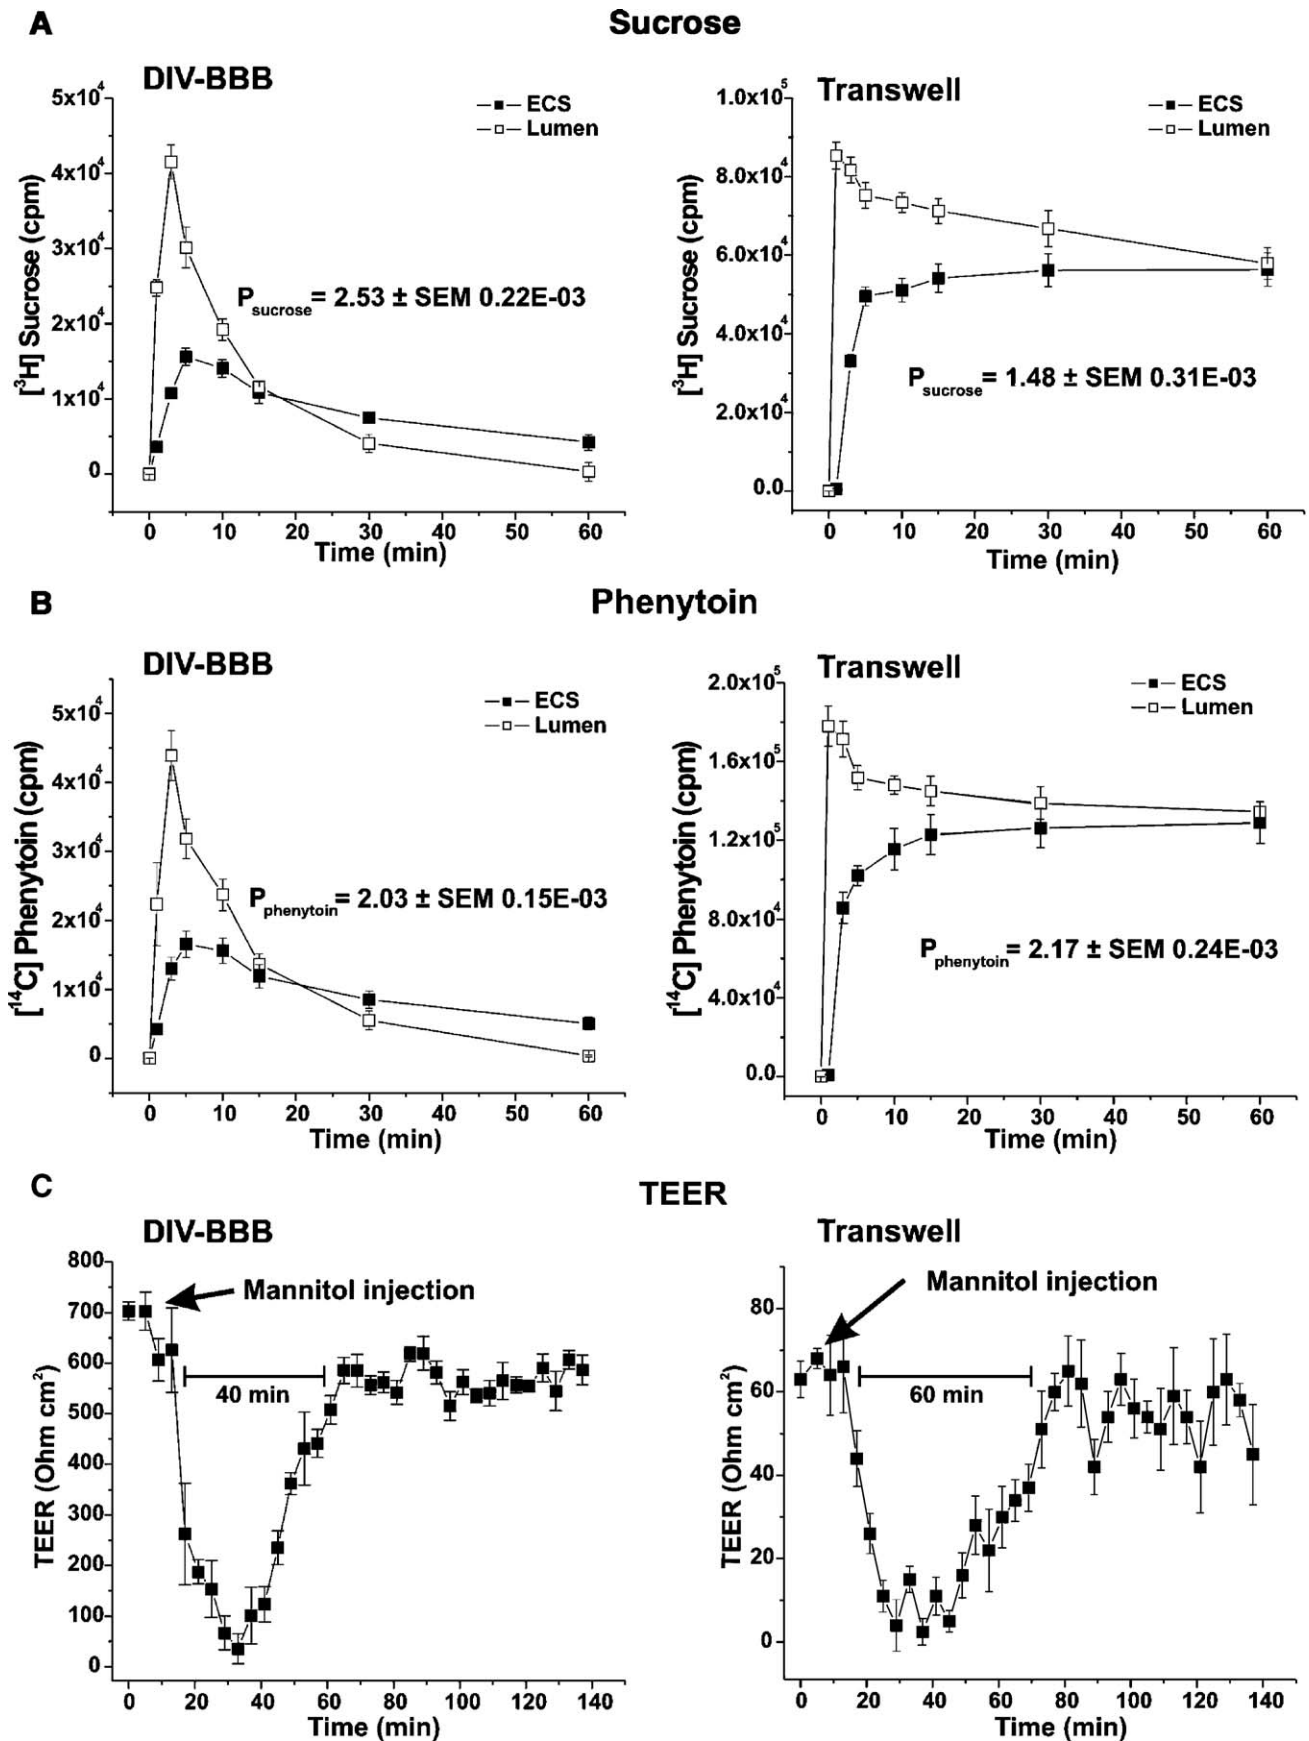 A
Sucrose
DIV-BBB
ECS
Lumen
5x10⁴
4x10⁴
3x10⁴
2x10⁴
1x10⁴
0
[³H] Sucrose (cpm)
Psucrose= 2.53 ± SEM 0.22E-03
0 10 20 30 40 50 60
Time (min)
Transwell
ECS
Lumen
1.0x10⁵
8.0x10⁴
6.0x10⁴
4.0x10⁴
2.0x10⁴
0.0
[³H] Sucrose (cpm)
Psucrose= 1.48 ± SEM 0.31E-03
0 10 20 30 40 50 60
Time (min)
B
Phenytoin
DIV-BBB
ECS
Lumen
5x10⁴
4x10⁴
3x10⁴
2x10⁴
1x10⁴
0
[¹⁴C] Phenytoin (cpm)
Pphenytoin= 2.03 ± SEM 0.15E-03
0 10 20 30 40 50 60
Time (min)
Transwell
ECS
Lumen
2.0x10⁵
1.6x10⁵
1.2x10⁵
8.0x10⁴
4.0x10⁴
0.0
[¹⁴C] Phenytoin (cpm)
Pphenytoin= 2.17 ± SEM 0.24E-03
0 10 20 30 40 50 60
Time (min)
C
TEER
DIV-BBB
Mannitol injection
40 min
800
700
600
500
400
300
200
100
0
TEER (Ohm cm²)
0 20 40 60 80 100 120 140
Time (min)
Transwell
Mannitol injection
60 min
80
60
40
20
0
TEER (Ohm cm²)
0 20 40 60 80 100 120 140
Time (min)